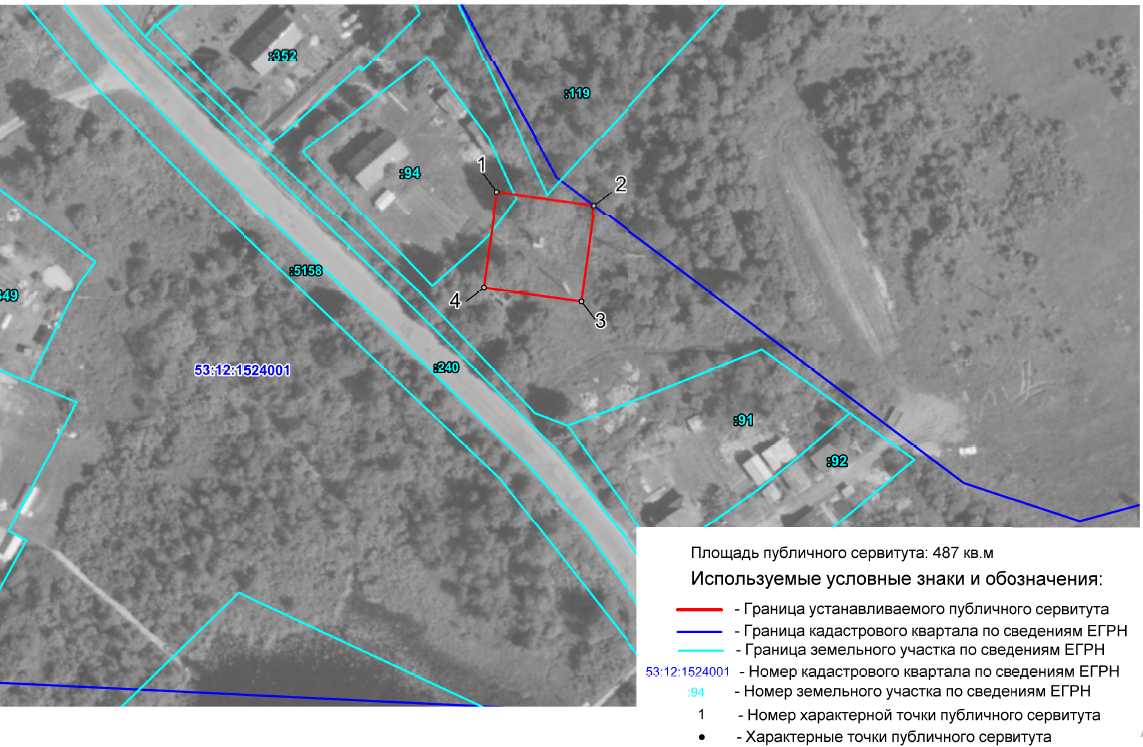 :352
:119
:94
1
2
:5158
:349
4
3
53:12:1524001
:240
:91
:92
Площадь публичного сервитута: 487 кв.м
Используемые условные знаки и обозначения:
- Граница устанавливаемого публичного сервитута
- Граница кадастрового квартала по сведениям ЕГРН
- Граница земельного участка по сведениям ЕГРН
53:12:1524001 - Номер кадастрового квартала по сведениям ЕГРН
:94 - Номер земельного участка по сведениям ЕГРН
1 - Номер характерной точки публичного сервитута
- Характерные точки публичного сервитута